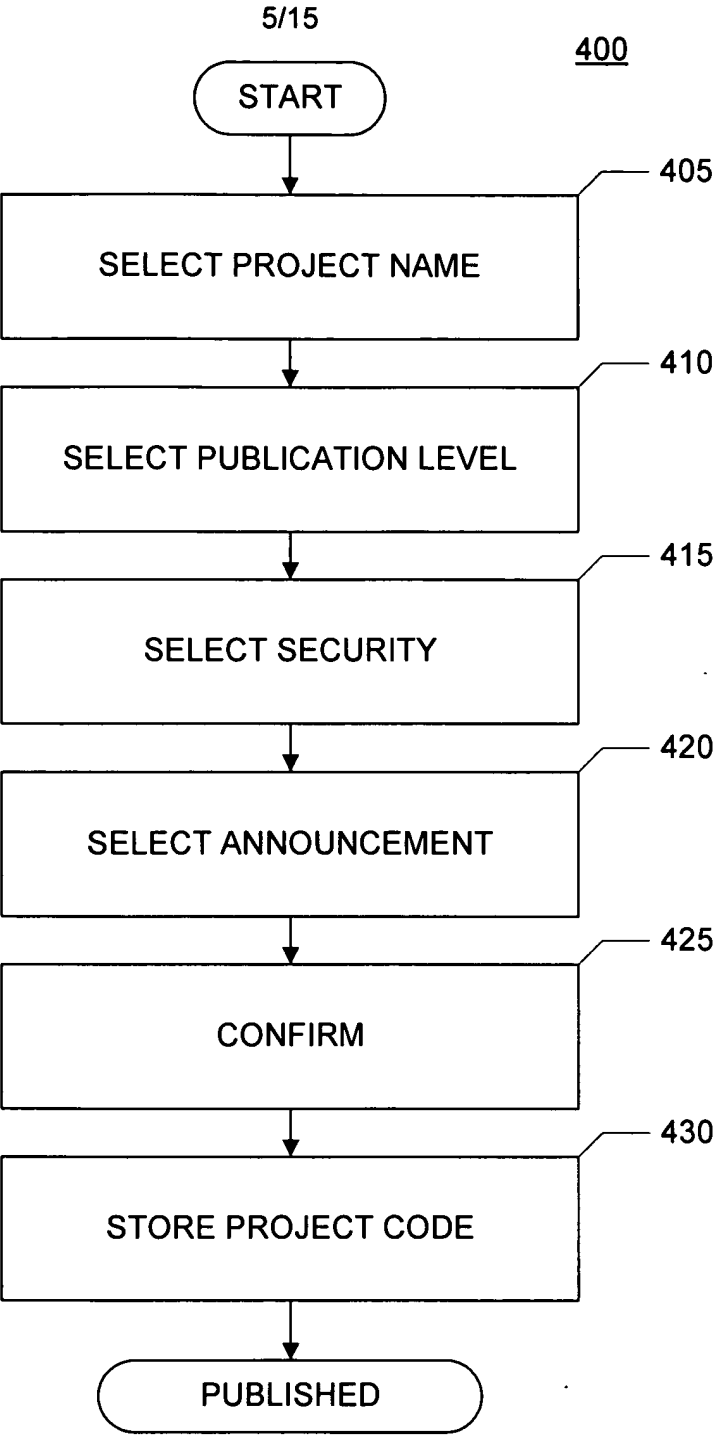 5/15
400
START
405
SELECT PROJECT NAME
410
SELECT PUBLICATION LEVEL
415
SELECT SECURITY
420
SELECT ANNOUNCEMENT
425
CONFIRM
430
STORE PROJECT CODE
PUBLISHED